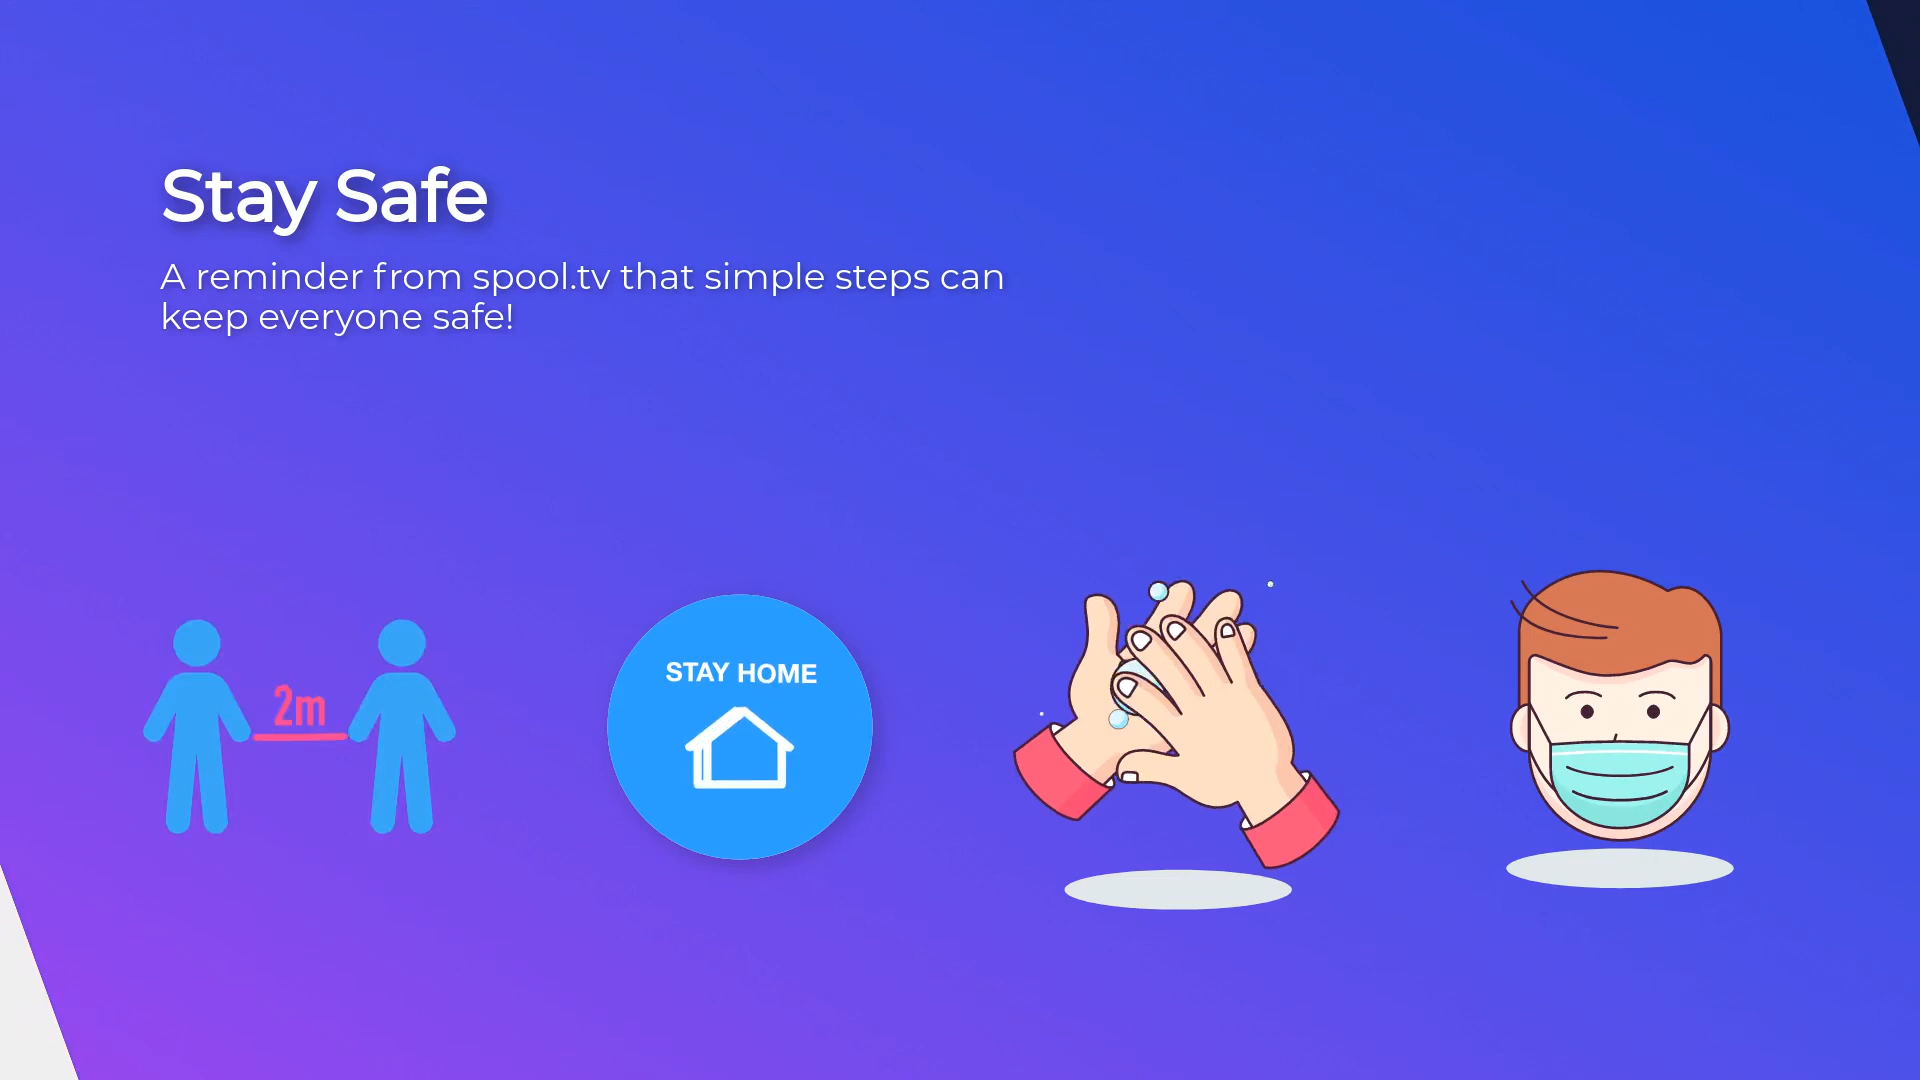 Stay Safe
A reminder from spool.tv that simple steps can
keep everyone safe!
2m
STAY HOME